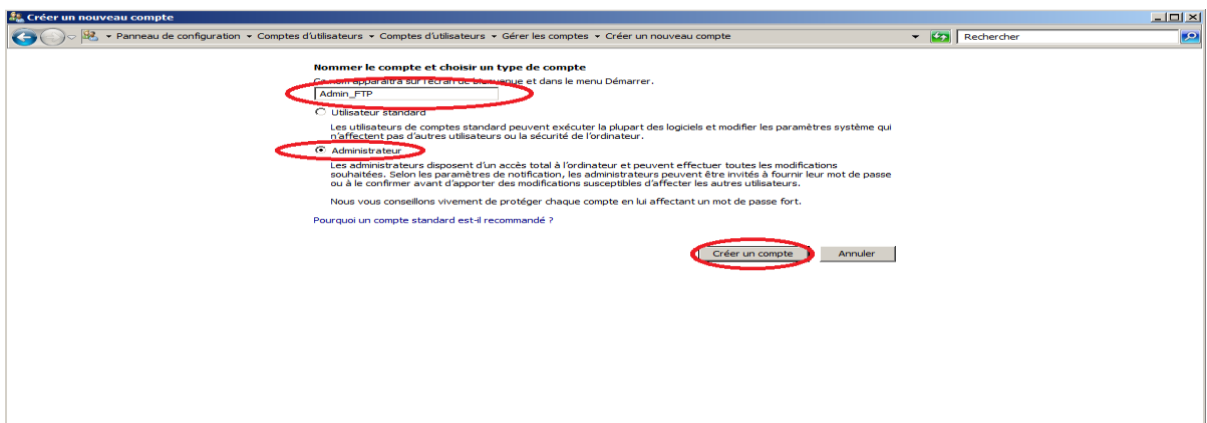 Créer un nouveau compte
Panneau de configuration Comptes d'utilisateurs Comptes d'utilisateurs Gérer les comptes Créer un nouveau compte Rechercher
Nommer le compte et choisir un type de compte
Ce nom apparaîtra sur l'écran de bienvenue et dans le menu Démarrer.
Admin_FTP
Utilisateur standard
Les utilisateurs de comptes standard peuvent exécuter la plupart des logiciels et modifier les paramètres système qui
n'affectent pas d'autres utilisateurs ou la sécurité de l'ordinateur.
Administrateur
Les administrateurs disposent d'un accès total à l'ordinateur et peuvent effectuer toutes les modifications
souhaitées. Selon les paramètres de notification, les administrateurs peuvent être invités à fournir leur mot de passe
ou à le confirmer avant d'apporter des modifications susceptibles d'affecter les autres utilisateurs.
Nous vous conseillons vivement de protéger chaque compte en lui affectant un mot de passe fort.
Pourquoi un compte standard est-il recommandé ?
Créer un compte Annuler